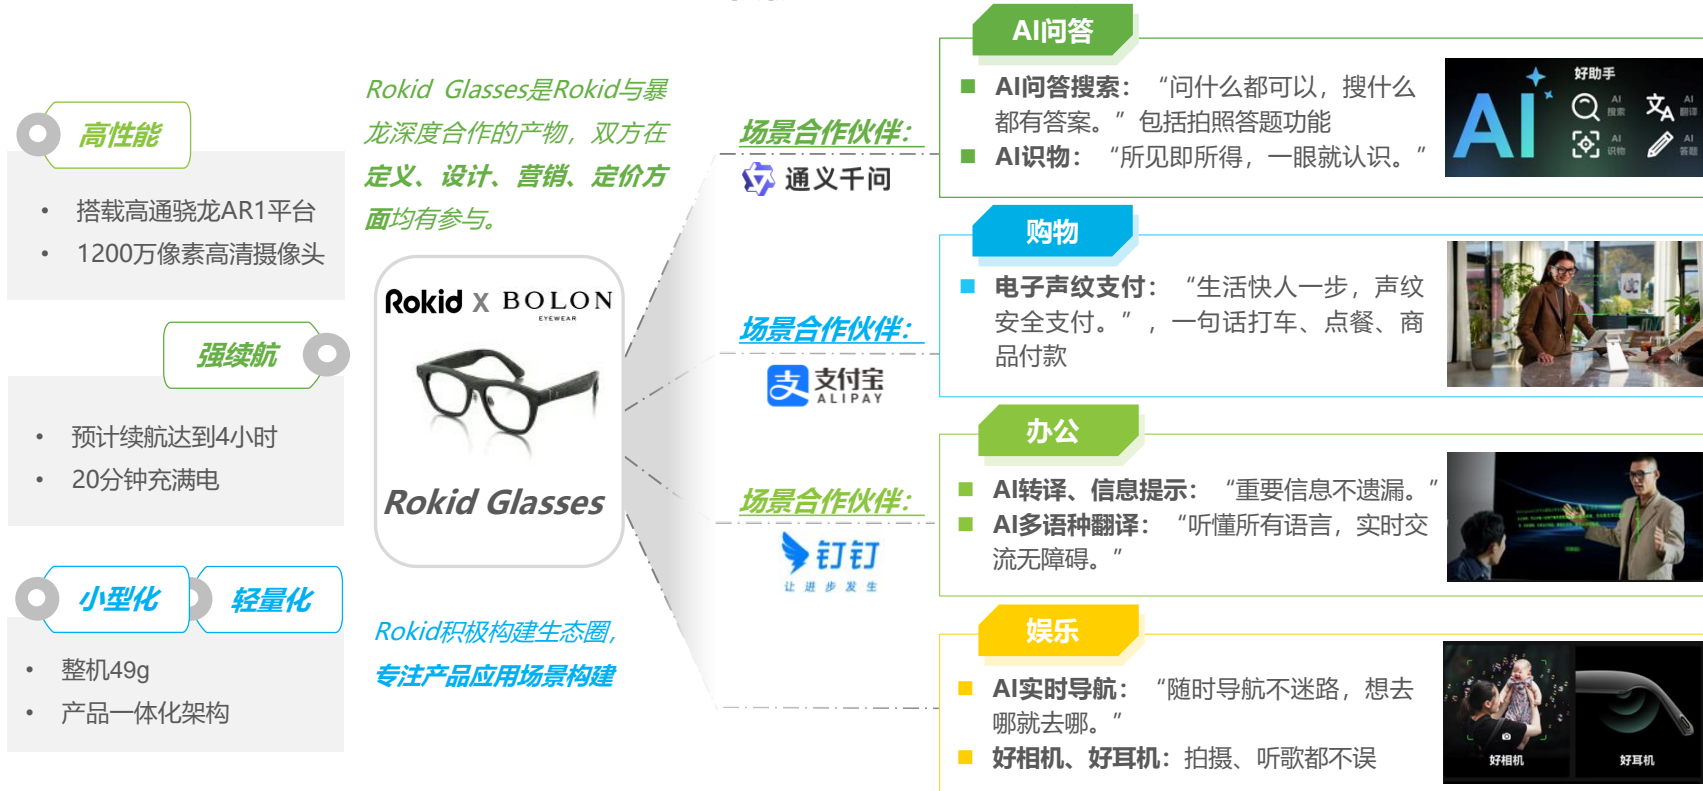 高性能
• 搭载高通骁龙AR1平台
• 1200万像素高清摄像头
强续航
• 预计续航达到4小时
• 20分钟充满电
小型化
轻量化
• 整机49g
• 产品一体化架构
Rokid Glasses是Rokid与暴
龙深度合作的产物，双方在
定义、设计、营销、定价方
面均有参与。
Rokid X BOLON
EYEWEAR
Rokid Glasses
Rokid积极构建生态圈，
专注产品应用场景构建
场景合作伙伴：
通义千问
场景合作伙伴：
支 支付宝
ALIPAY
场景合作伙伴：
钉钉
让进步发生
AI问答
AI问答搜索：“问什么都可以，搜什么
都有答案。”包括拍照答题功能
AI识物：“所见即所得，一眼就认识。”
AI
好助手
AI
搜索
AI
翻译
AI
识物
AI
答题
购物
电子声纹支付：“生活快人一步，声纹
安全支付。”，一句话打车、点餐、商
品付款
办公
AI转译、信息提示：“重要信息不遗漏。”
AI多语种翻译：“听懂所有语言，实时交
流无障碍。”
娱乐
AI实时导航：“随时导航不迷路，想去
哪就去哪。”
好相机、好耳机：拍摄、听歌都不误
好相机
好耳机